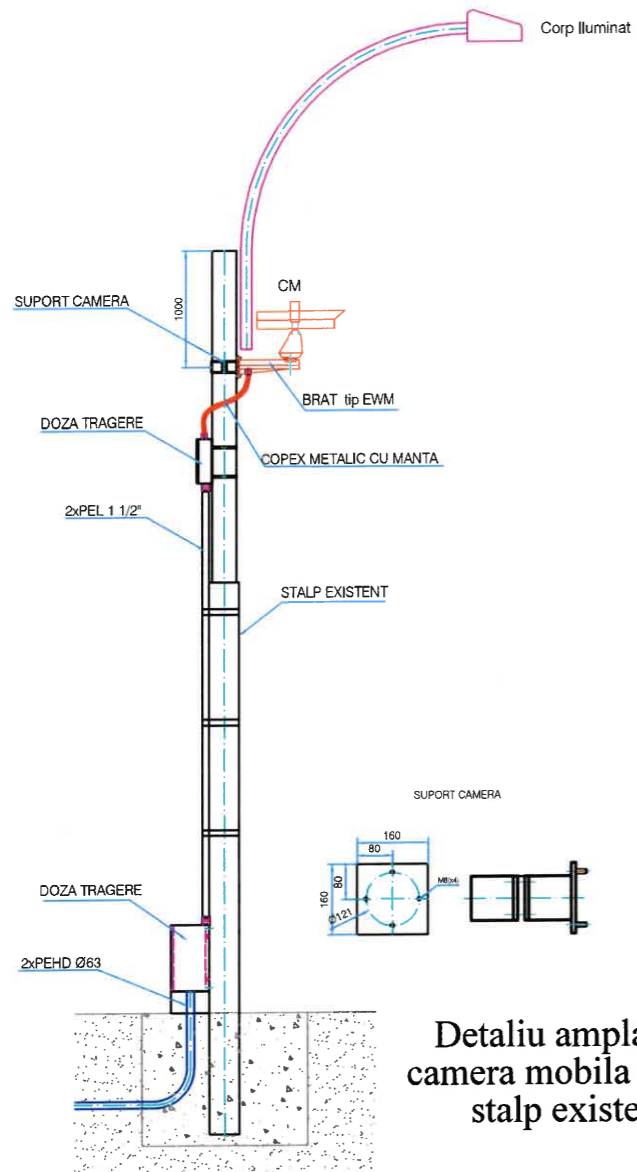 Corp Iluminat
1000
CM
SUPORT CAMERA
BRAT tip EWM
DOZA TRAGERE
COPEX METALIC CU MANTA
2xPEL 1 1/2"
STALP EXISTENT
SUPORT CAMERA
160
80
160
80
M8(x4)
Ø121
DOZA TRAGERE
2xPEHD Ø63
Detaliu ampla
camera mobila
stalp existe